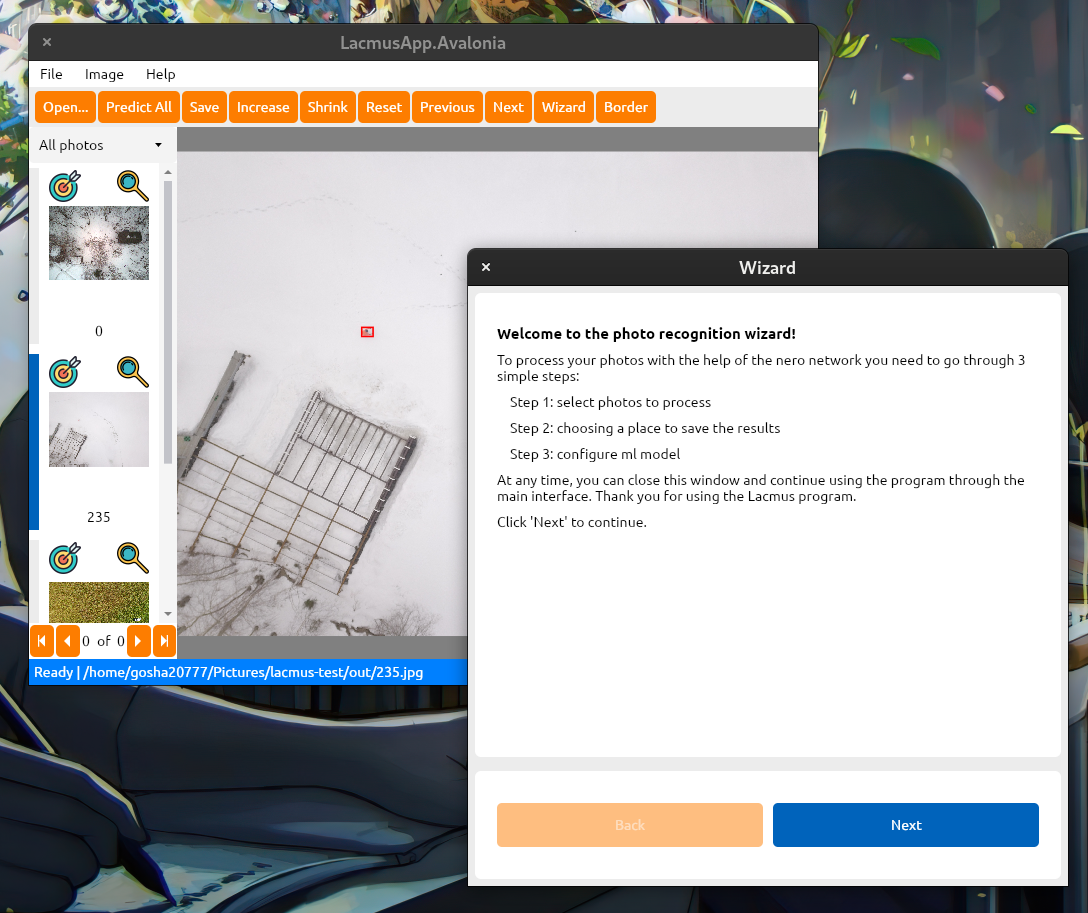 LacmusApp.Avalonia
File Image Help
Open... Predict All Save Increase Shrink Reset Previous Next Wizard Border
All photos
0
235
0 of 0
Ready | /home/gosha20777/Pictures/lacmus-test/out/235.jpg
Wizard
Welcome to the photo recognition wizard!
To process your photos with the help of the nero network you need to go through 3
simple steps:
Step 1: select photos to process
Step 2: choosing a place to save the results
Step 3: configure ml model
At any time, you can close this window and continue using the program through the
main interface. Thank you for using the Lacmus program.
Click 'Next' to continue.
Back Next